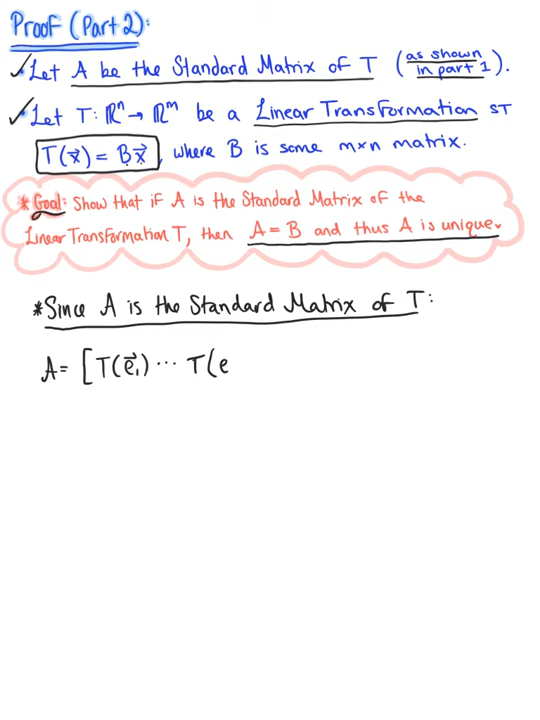 Proof (Part 2):
✓Let A be the Standard Matrix of T (as shown in part 1).
✓Let T: ℝⁿ → ℝᵐ be a Linear Transformation ST
T(x⃗) = Bx⃗, where B is some m×n matrix.
*Goal: Show that if A is the Standard Matrix of the
Linear Transformation T, then A = B and thus A is unique.
*Since A is the Standard Matrix of T:
A = [T(e⃗₁) ⋯ T(e